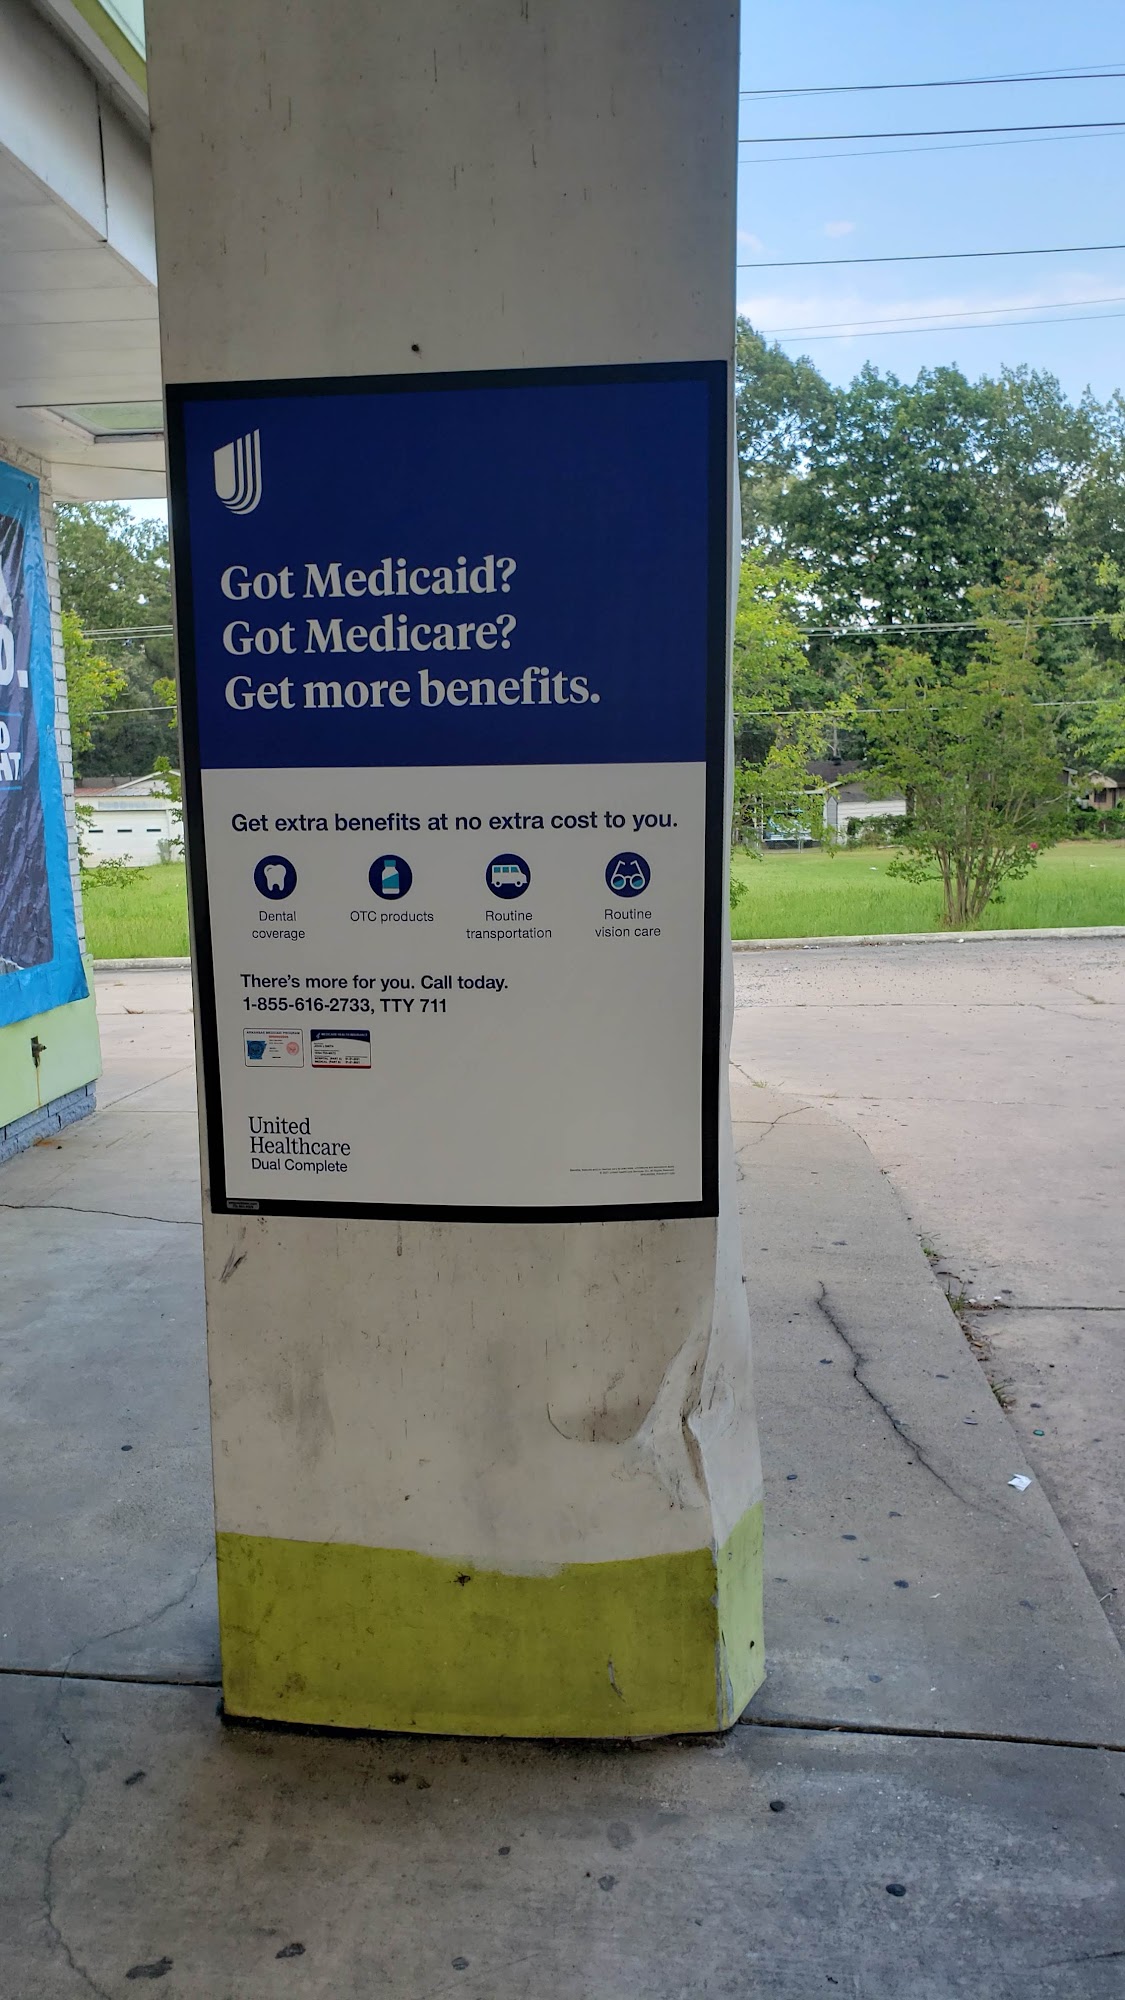 Got Medicaid?
Got Medicare?
Get more benefits.
Get extra benefits at no extra cost to you.
Dental
coverage
OTC products
Routine
transportation
Routine
vision care
There's more for you. Call today.
1-855-616-2733, TTY 711
United
Healthcare
Dual Complete